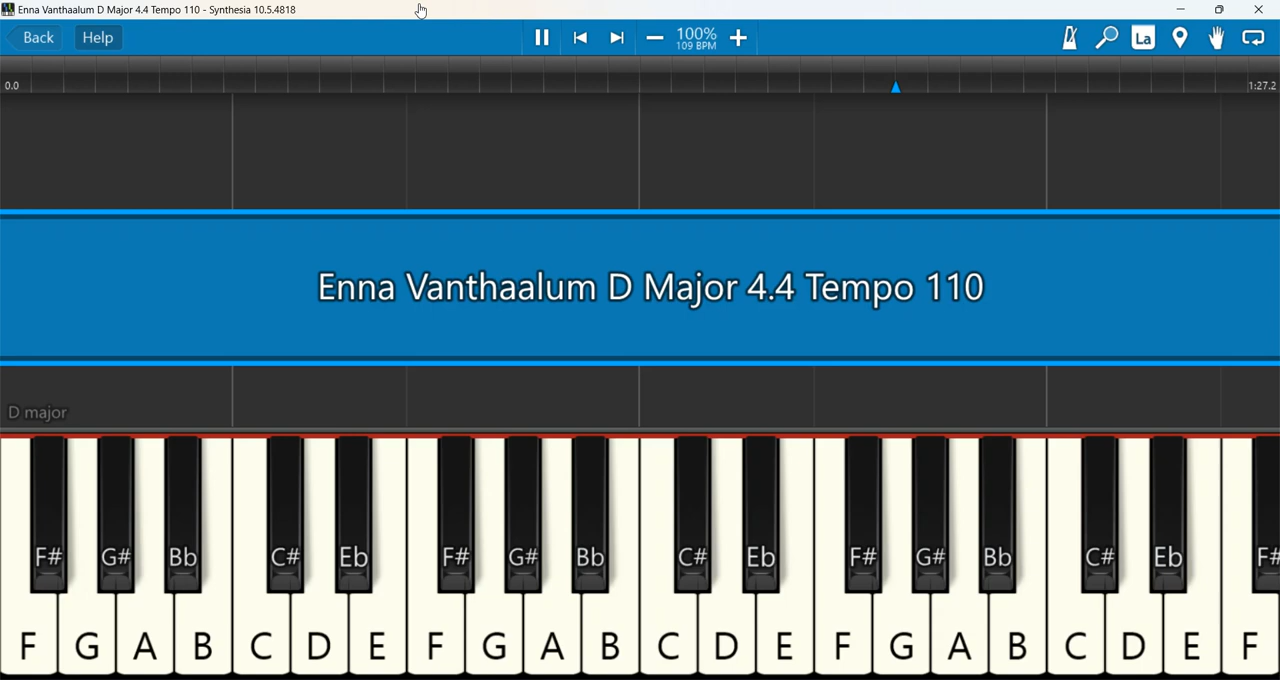 Enna Vanthaalum D Major 4.4 Tempo 110 - Synthesia 10.5.4818
Back Help 100% La
109 BPM
0.0 1:27.2
Enna Vanthaalum D Major 4.4 Tempo 110
D major
F# G# Bb C# Eb F# G# Bb C# Eb F# G# Bb C# Eb F#
F G A B C D E F G A B C D E F G A B C D E F